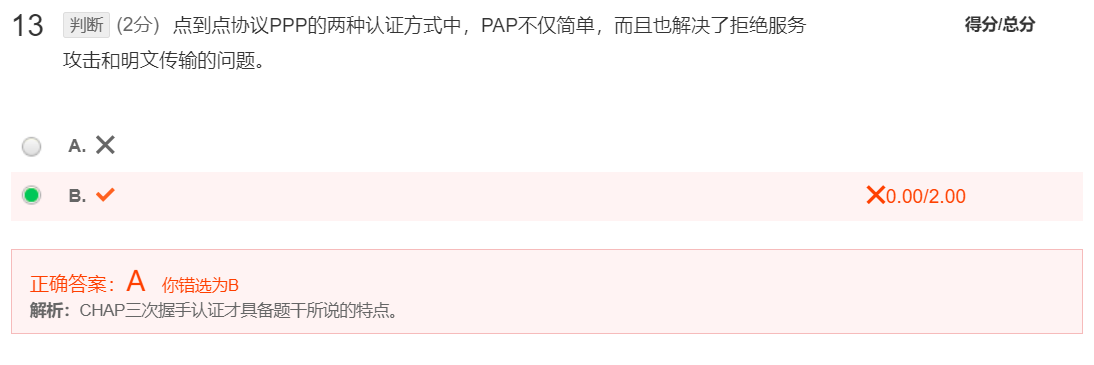 13 判断 (2分) 点到点协议PPP的两种认证方式中，PAP不仅简单，而且也解决了拒绝服务 得分/总分
攻击和明文传输的问题。
A.
B. 0.00/2.00
正确答案：A 你错选为B
解析：CHAP三次握手认证才具备题干所说的特点。